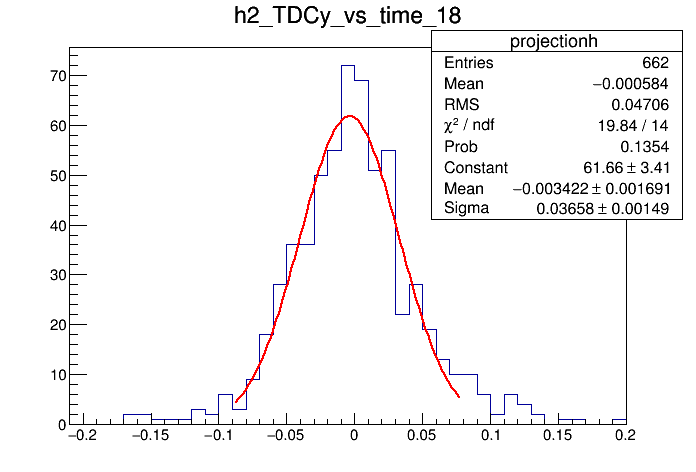 h2_TDCy_vs_time_18
projectionh
Entries 662
Mean −0.000584
RMS 0.04706
χ² / ndf 19.84 / 14
Prob 0.1354
Constant 61.66 ± 3.41
Mean −0.003422 ± 0.001691
Sigma 0.03658 ± 0.00149
70
60
50
40
30
20
10
0
−0.2 −0.15 −0.1 −0.05 0 0.05 0.1 0.15 0.2